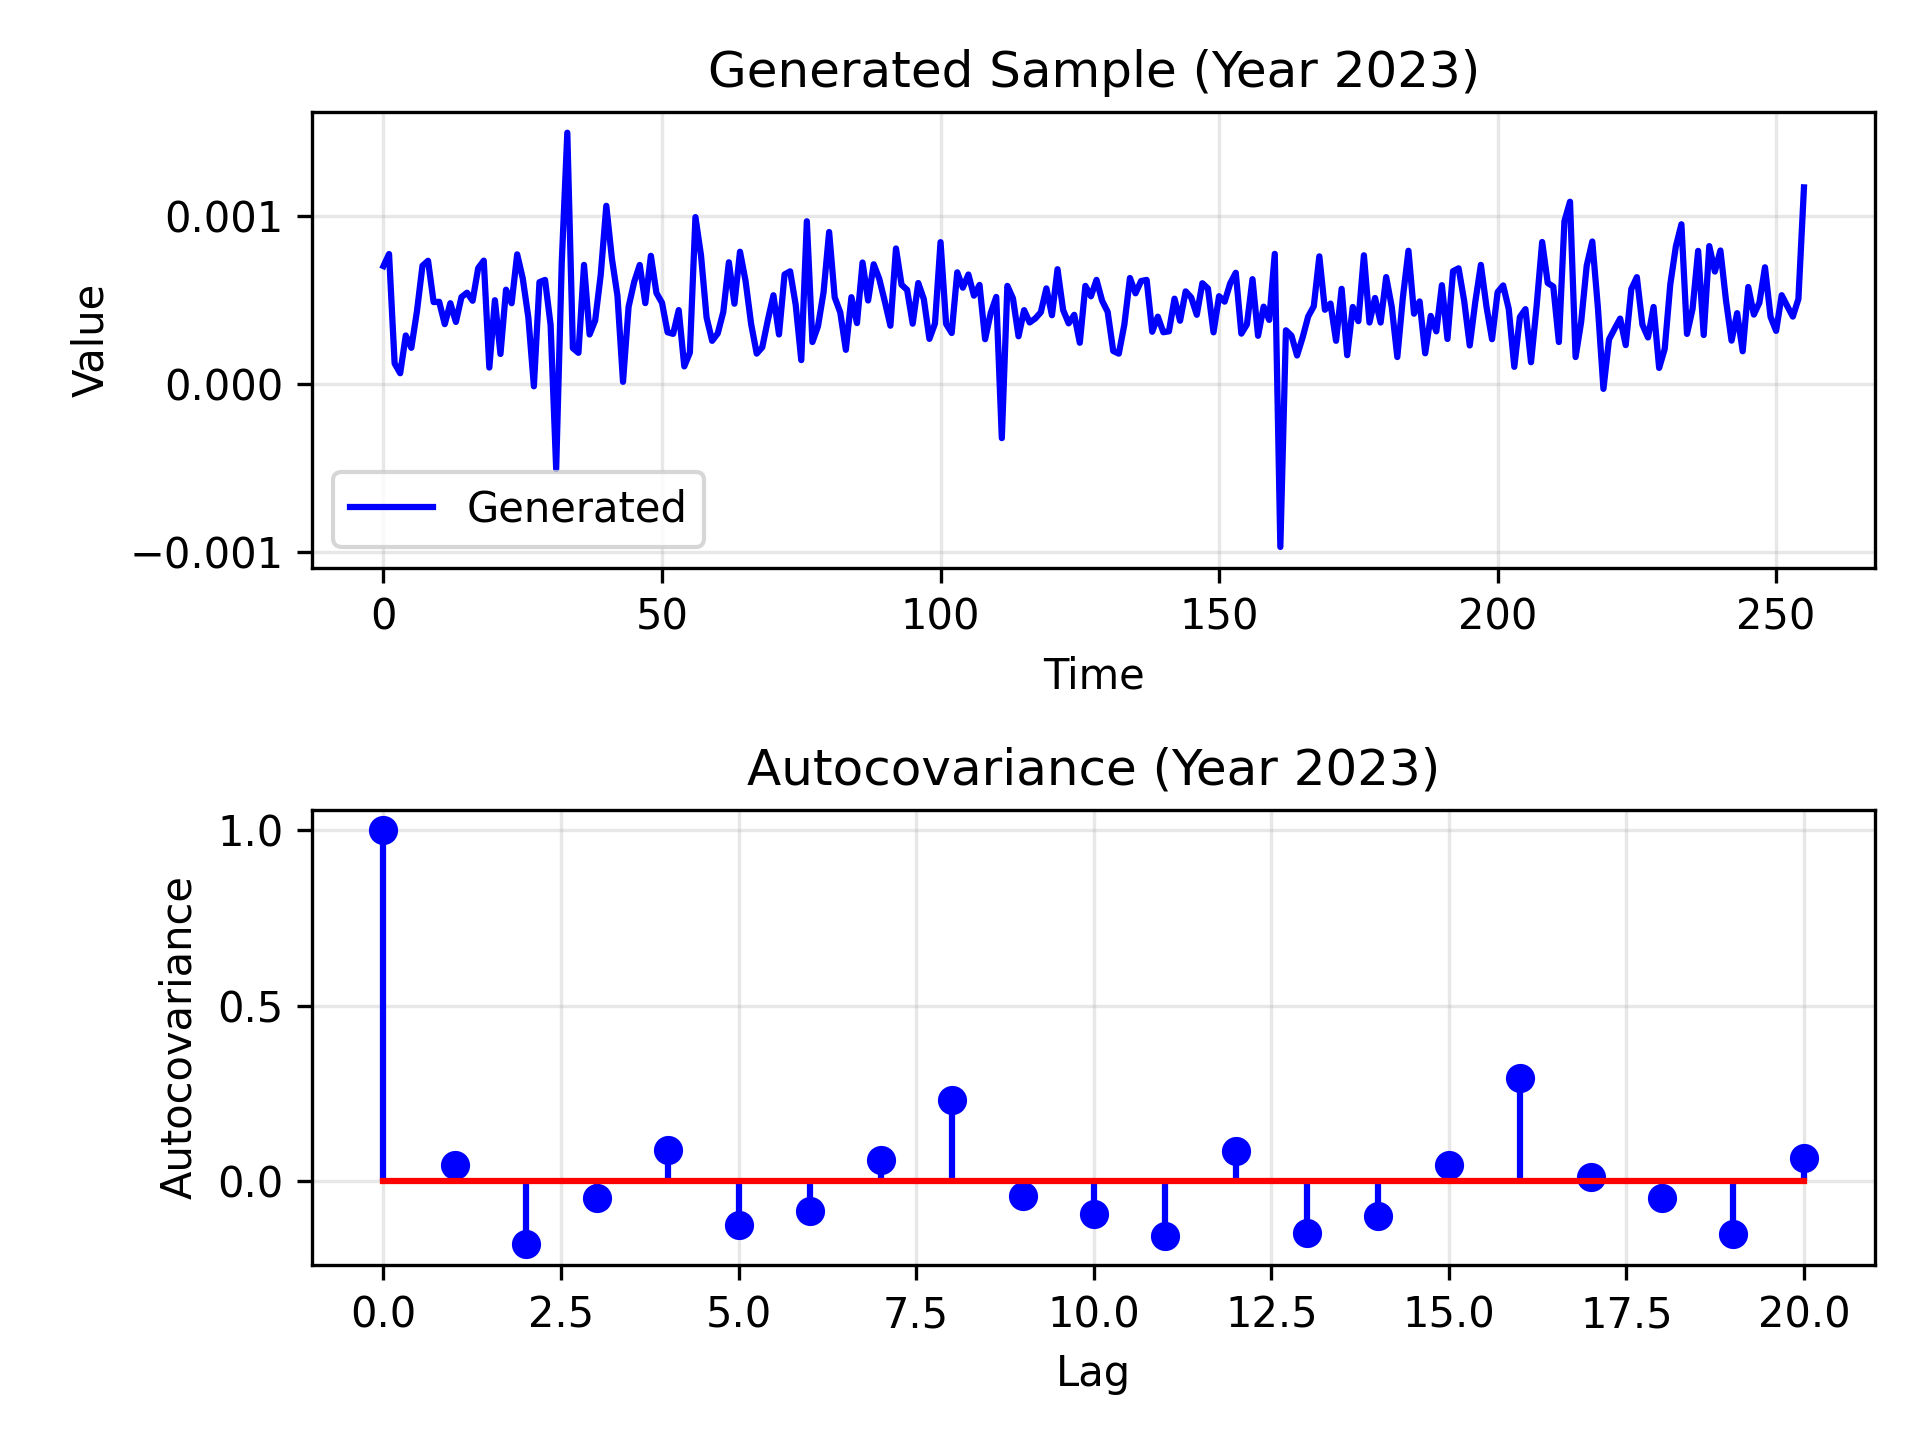 Generated Sample (Year 2023)
Value
0.001
0.000
−0.001
Generated
0 50 100 150 200 250
Time
Autocovariance (Year 2023)
Autocovariance
1.0
0.5
0.0
0.0 2.5 5.0 7.5 10.0 12.5 15.0 17.5 20.0
Lag